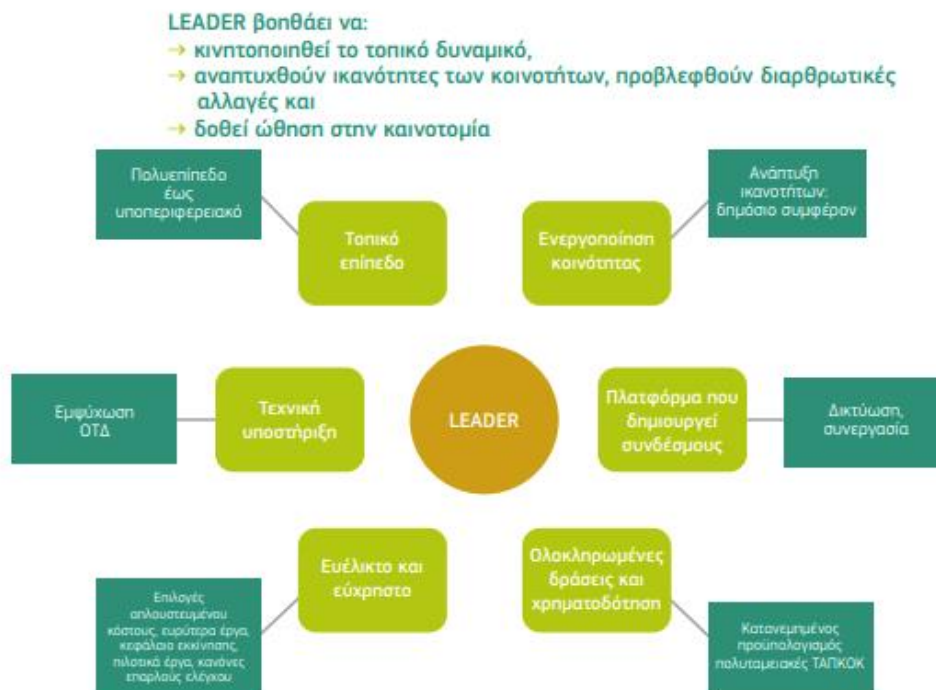 LEADER βοηθάει να:
→ κινητοποιηθεί το τοπικό δυναμικό,
→ αναπτυχθούν ικανότητες των κοινοτήτων, προβλεφθούν διαρθρωτικές
αλλαγές και
→ δοθεί ώθηση στην καινοτομία
Πολυεπίπεδο
έως
υποπεριφερειακό
Τοπικό
επίπεδο
Ενεργοποίηση
κοινότητας
Ανάπτυξη
ικανοτήτων:
δημόσιο συμφέρον
Εμψύχωση
ΟΤΔ
Τεχνική
υποστήριξη
LEADER
Πλατφόρμα που
δημιουργεί
συνδέσμους
Δικτύωση,
συνεργασία
Επιλογές
απλουστευμένου
κόστους, ευρύτερα έργα,
κεφάλαιο εκκίνησης,
πιλοτικά έργα, κανόνες
επαρκούς ελέγχου
Ευέλικτο και
εύχρηστο
Ολοκληρωμένες
δράσεις και
χρηματοδότηση
Κατανεμημένος
προϋπολογισμός
πολυταμειακές ΤΑΠΚΟΚ